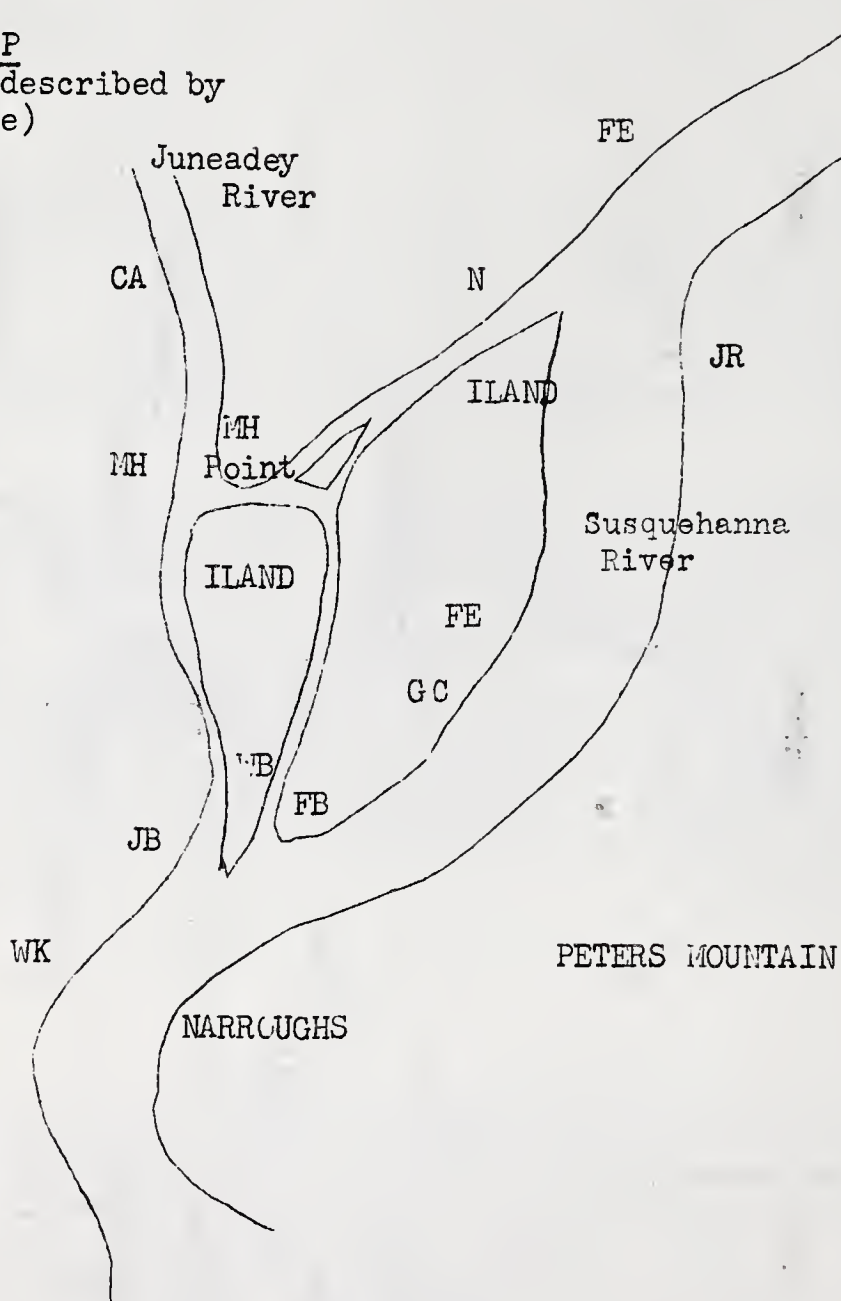 P
described by
e)
Juneadey
River
FE
CA
N
JR
ILAND
MH
MH
Point
Susquehanna
River
ILAND
FE
GC
WB
FB
JB
WK
PETERS MOUNTAIN
NARROUGHS